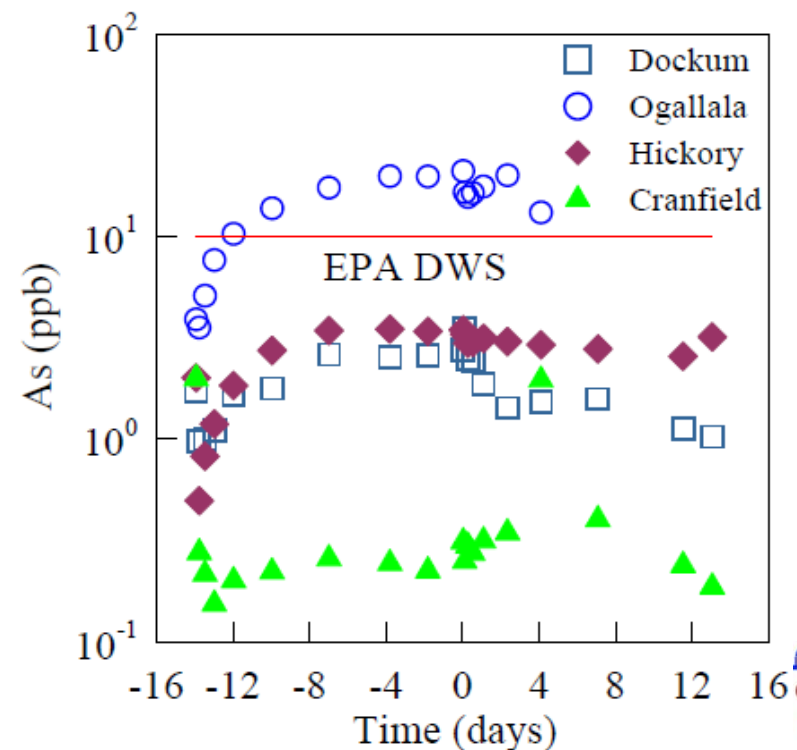 10²
Dockum
Ogallala
Hickory
Cranfield
10¹
EPA DWS
As (ppb)
10⁰
10⁻¹
-16 -12 -8 -4 0 4 8 12 16
Time (days)